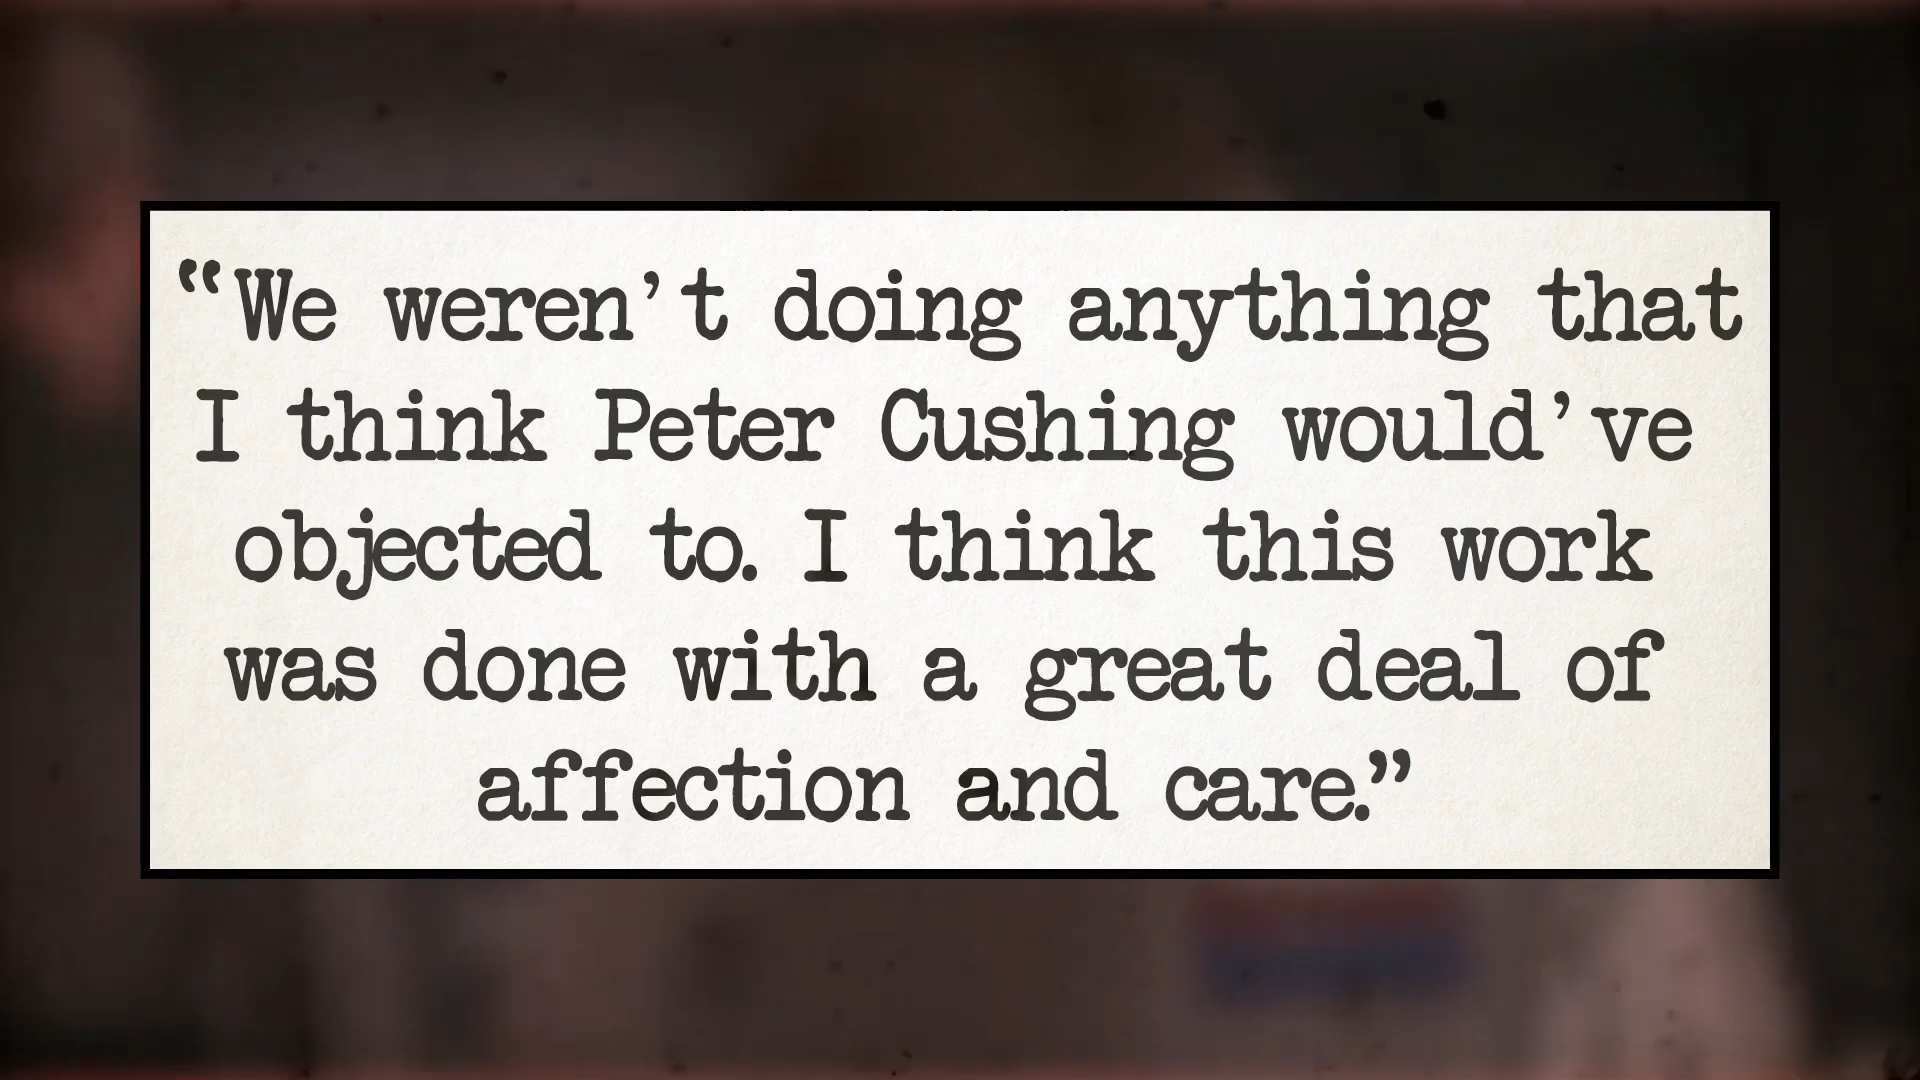 “We weren’t doing anything that
I think Peter Cushing would’ve
objected to. I think this work
was done with a great deal of
affection and care.”